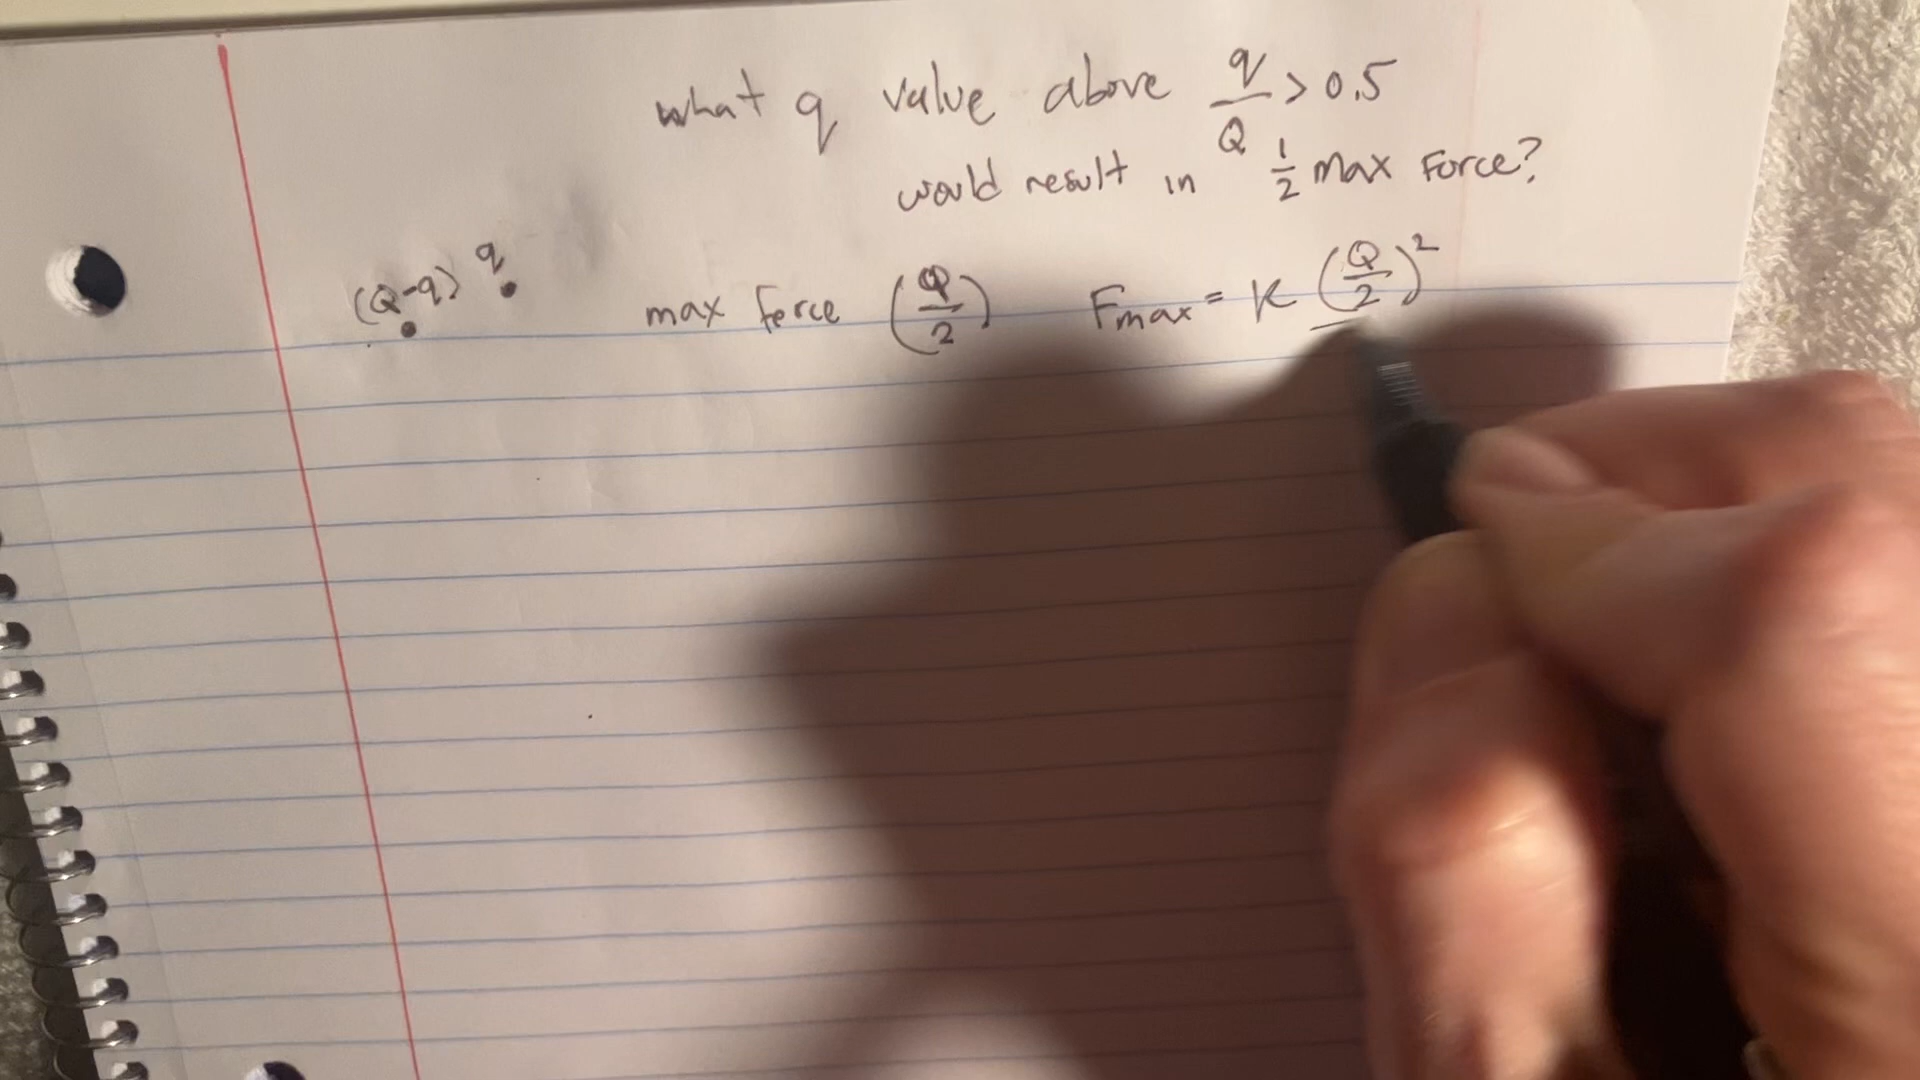 what q value above q/Q > 0.5
would result in 1/2 max Force?
(Q-q) q
max Force (Q/2) Fmax = K (Q/2)²